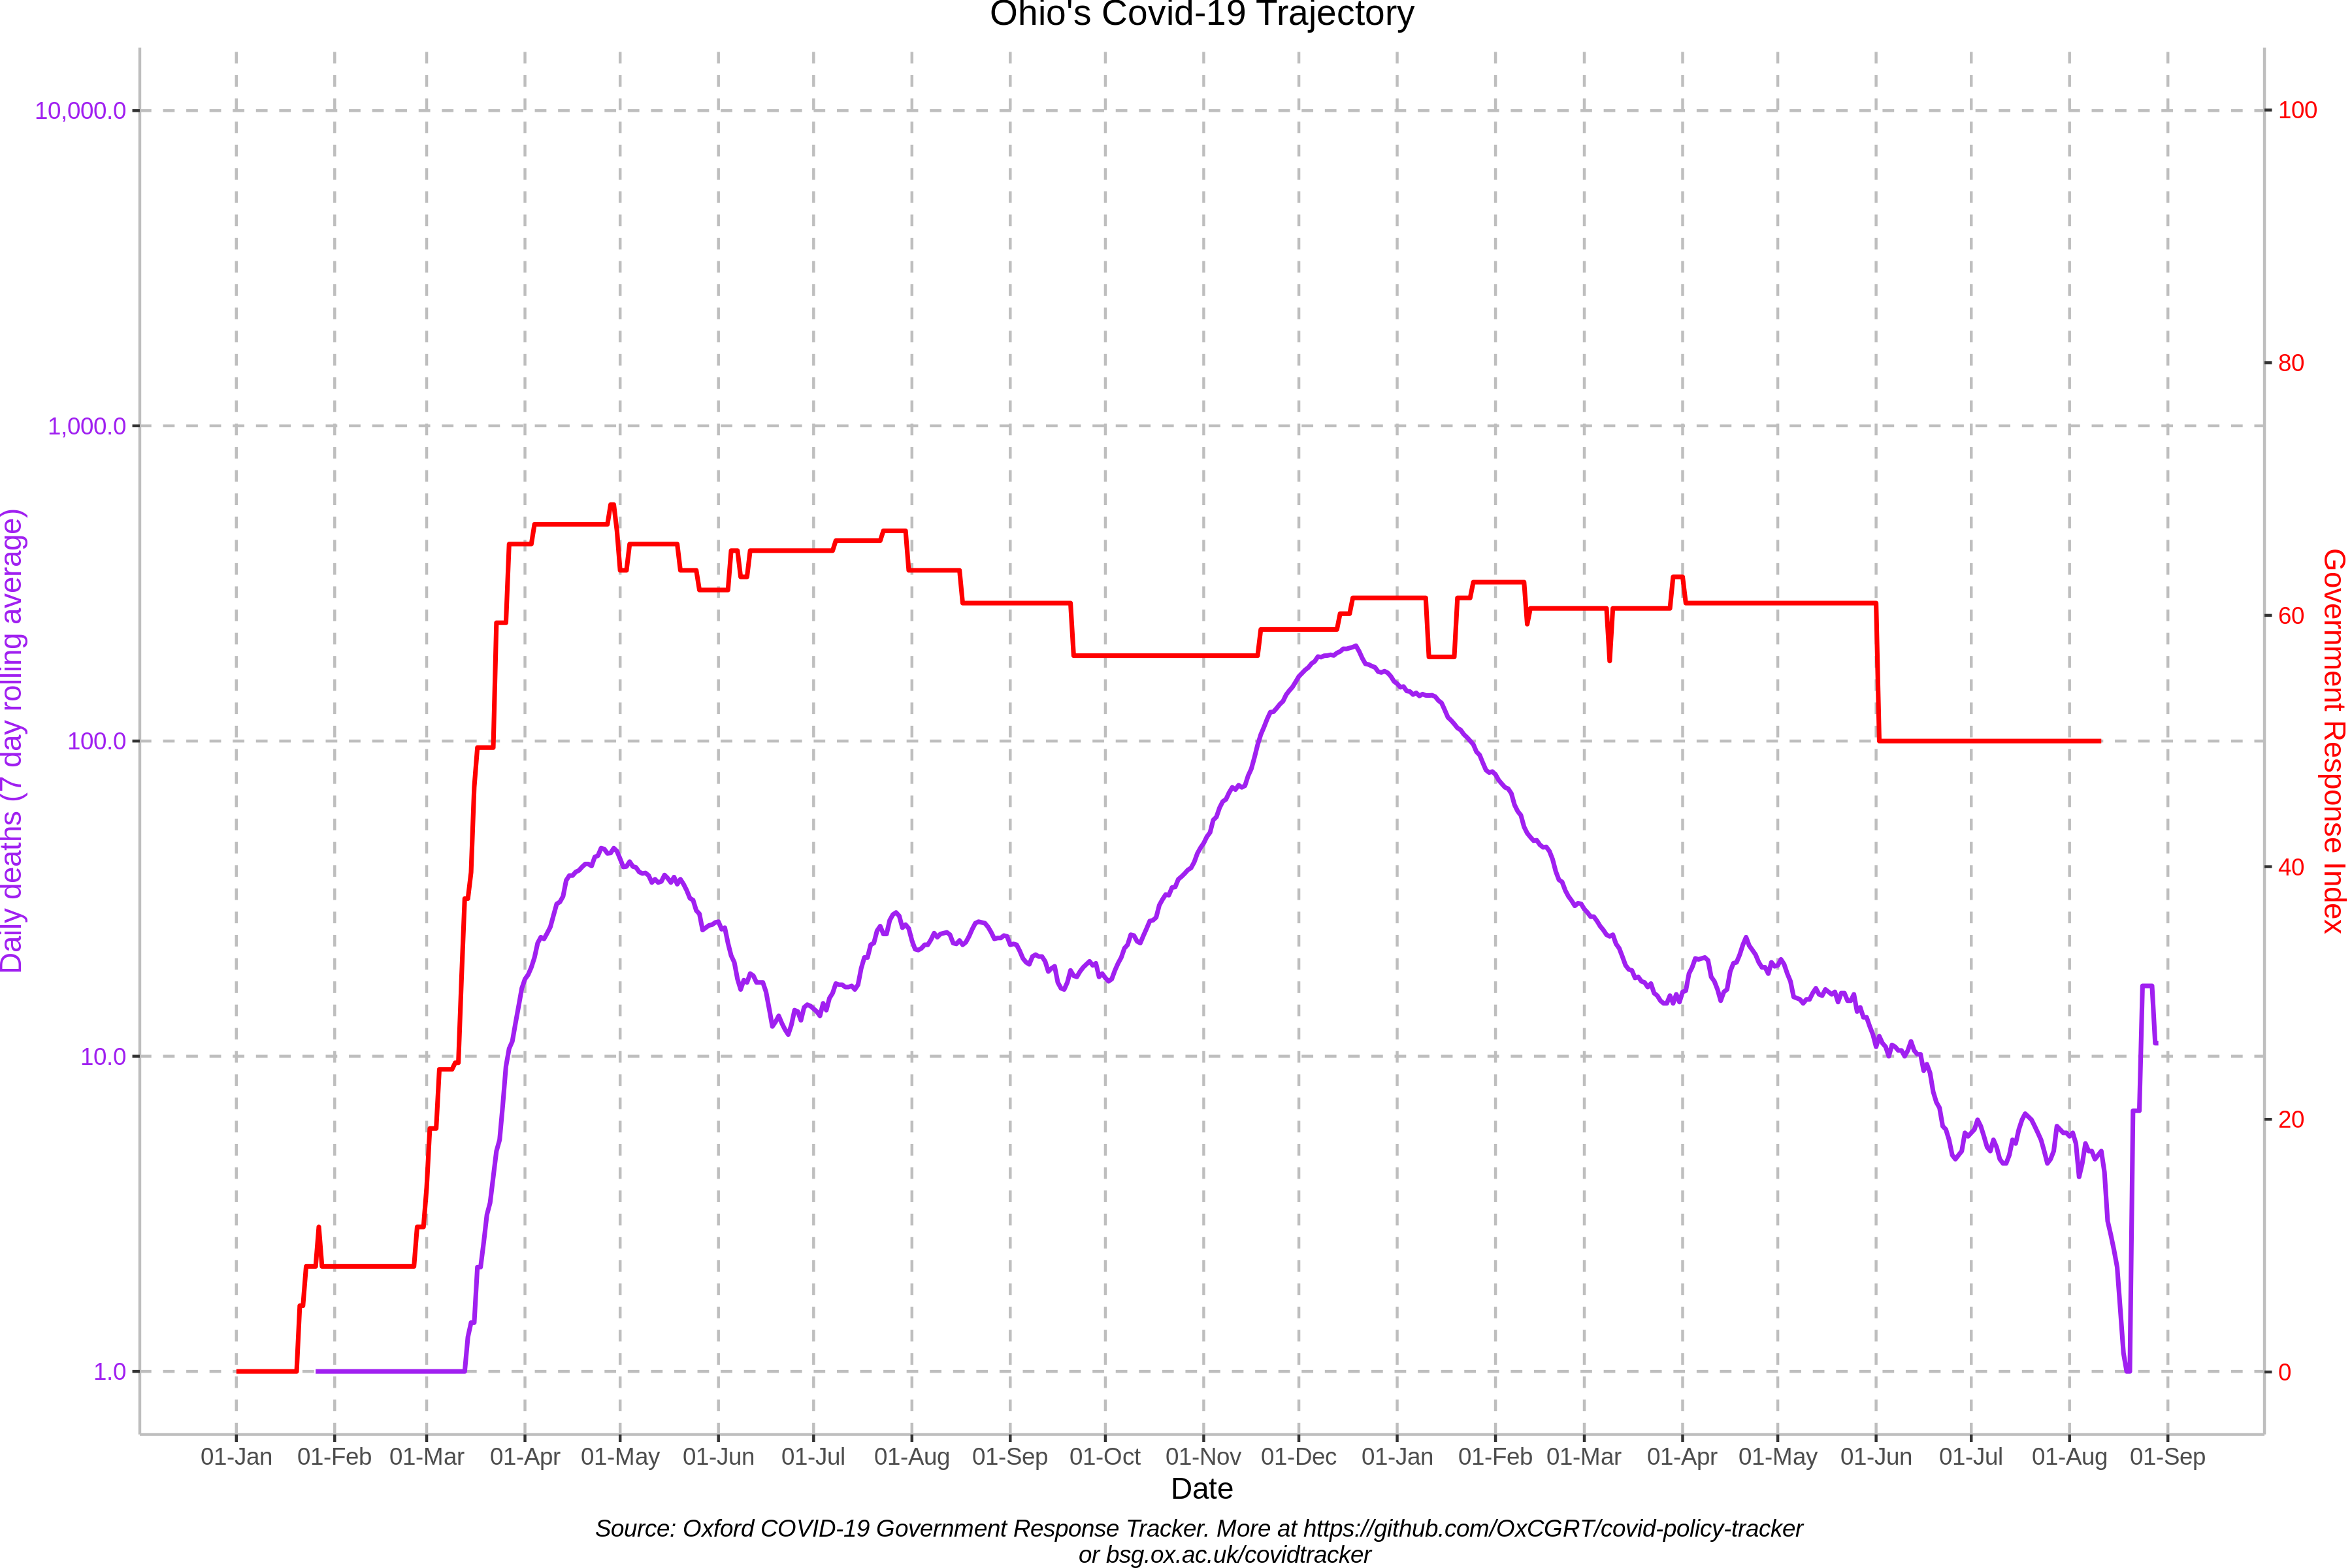 Ohio's Covid-19 Trajectory
10,000.0
1,000.0
100.0
10.0
1.0
Daily deaths (7 day rolling average)
100
80
60
40
20
0
Government Response Index
01-Jan 01-Feb 01-Mar 01-Apr 01-May 01-Jun 01-Jul 01-Aug 01-Sep 01-Oct 01-Nov 01-Dec 01-Jan 01-Feb 01-Mar 01-Apr 01-May 01-Jun 01-Jul 01-Aug 01-Sep
Date
Source: Oxford COVID-19 Government Response Tracker. More at https://github.com/OxCGRT/covid-policy-tracker
or bsg.ox.ac.uk/covidtracker